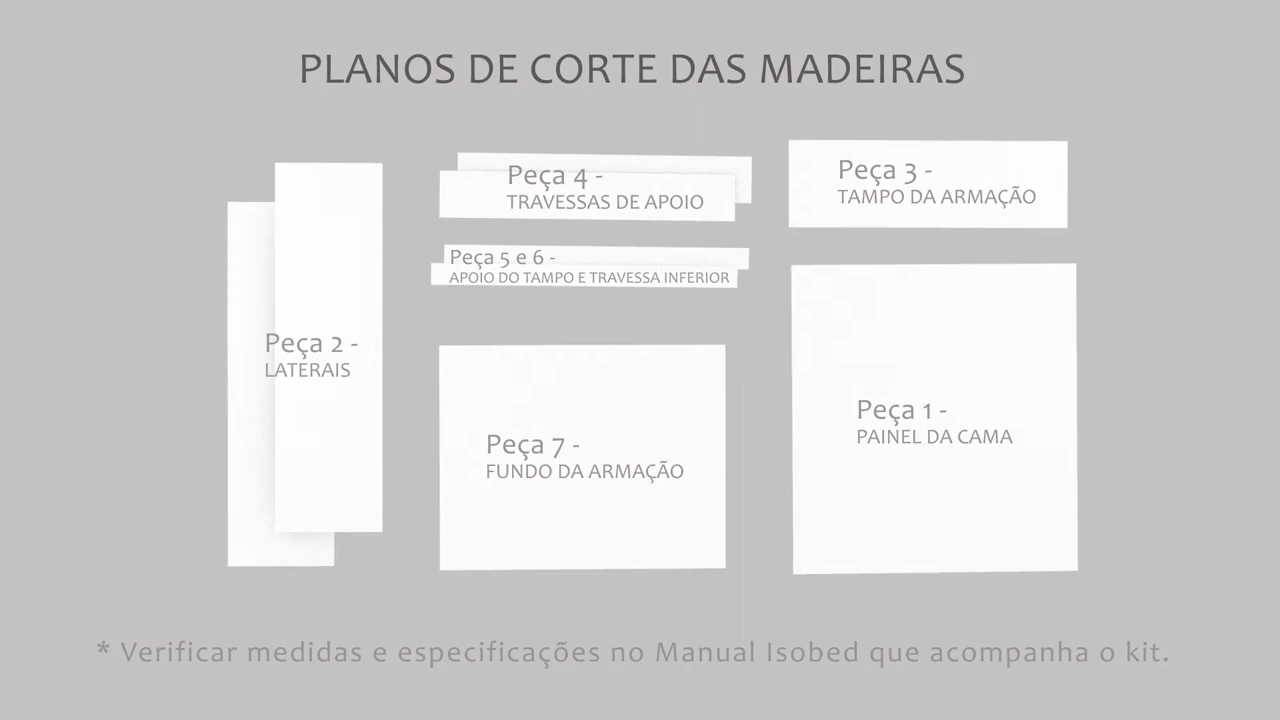 PLANOS DE CORTE DAS MADEIRAS
Peça 4 -
TRAVESSAS DE APOIO
Peça 3 -
TAMPO DA ARMAÇÃO
Peça 5 e 6 -
APOIO DO TAMPO E TRAVESSA INFERIOR
Peça 2 -
LATERAIS
Peça 1 -
PAINEL DA CAMA
Peça 7 -
FUNDO DA ARMAÇÃO
* Verificar medidas e especificações no Manual Isobed que acompanha o kit.